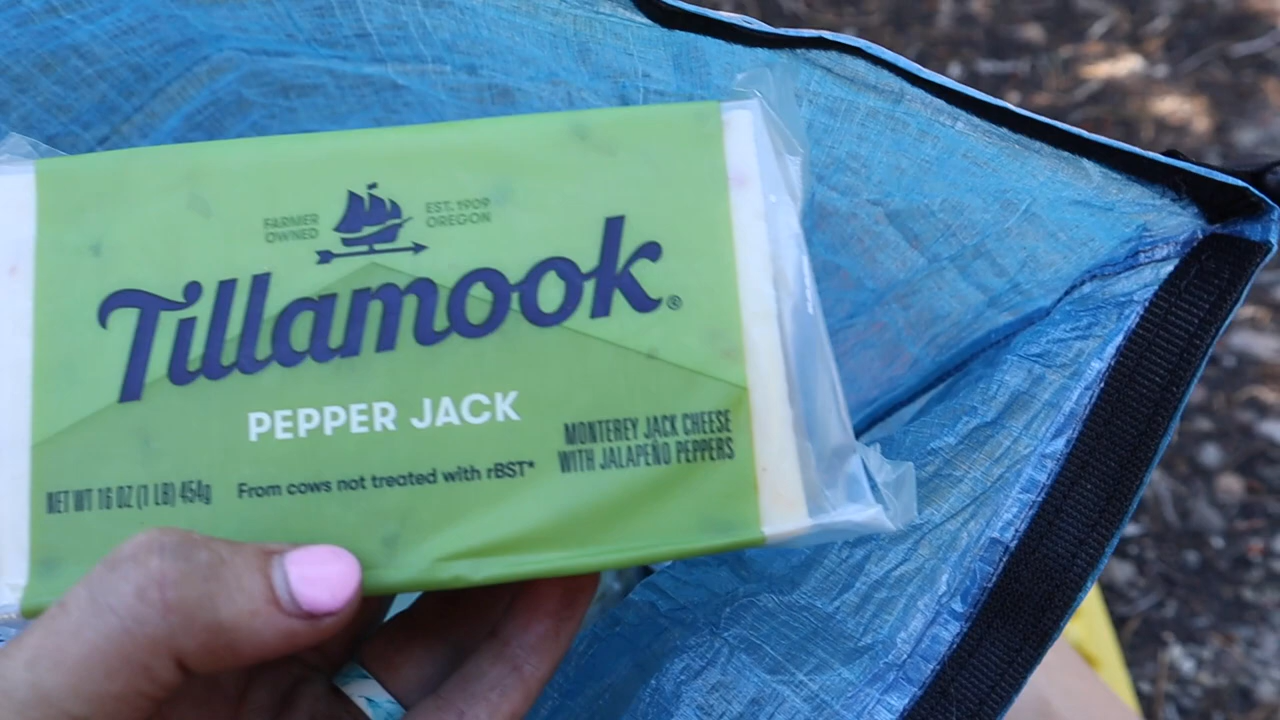 FARMER
OWNED
EST. 1909
OREGON
Tillamook®
PEPPER JACK
MONTEREY JACK CHEESE
WITH JALAPEÑO PEPPERS
NET WT 16 OZ (1 LB) 454g
From cows not treated with rBST*